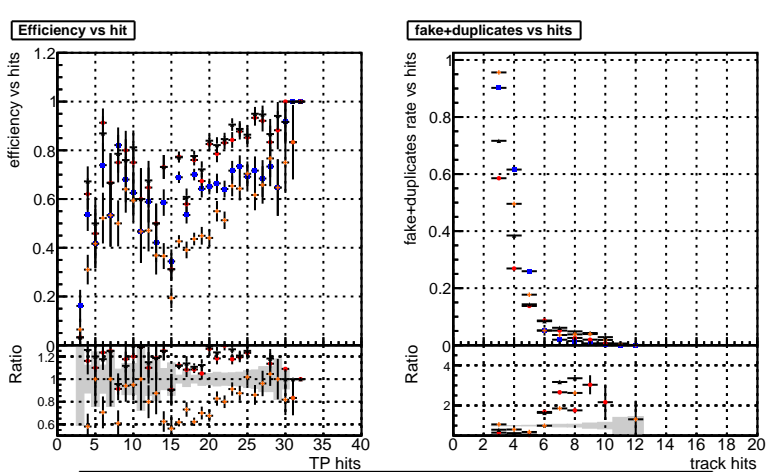 Efficiency vs hit
fake+duplicates vs hits
efficiency vs hits
1.2
1
0.8
0.6
0.4
0.2
0
fake+duplicates rate vs hits
1
0.8
0.6
0.4
0.2
0
Ratio
1.2
1
0.8
0.6
Ratio
4
2
0 5 10 15 20 25 30 35 40
TP hits
0 2 4 6 8 10 12 14 16 18 20
track hits